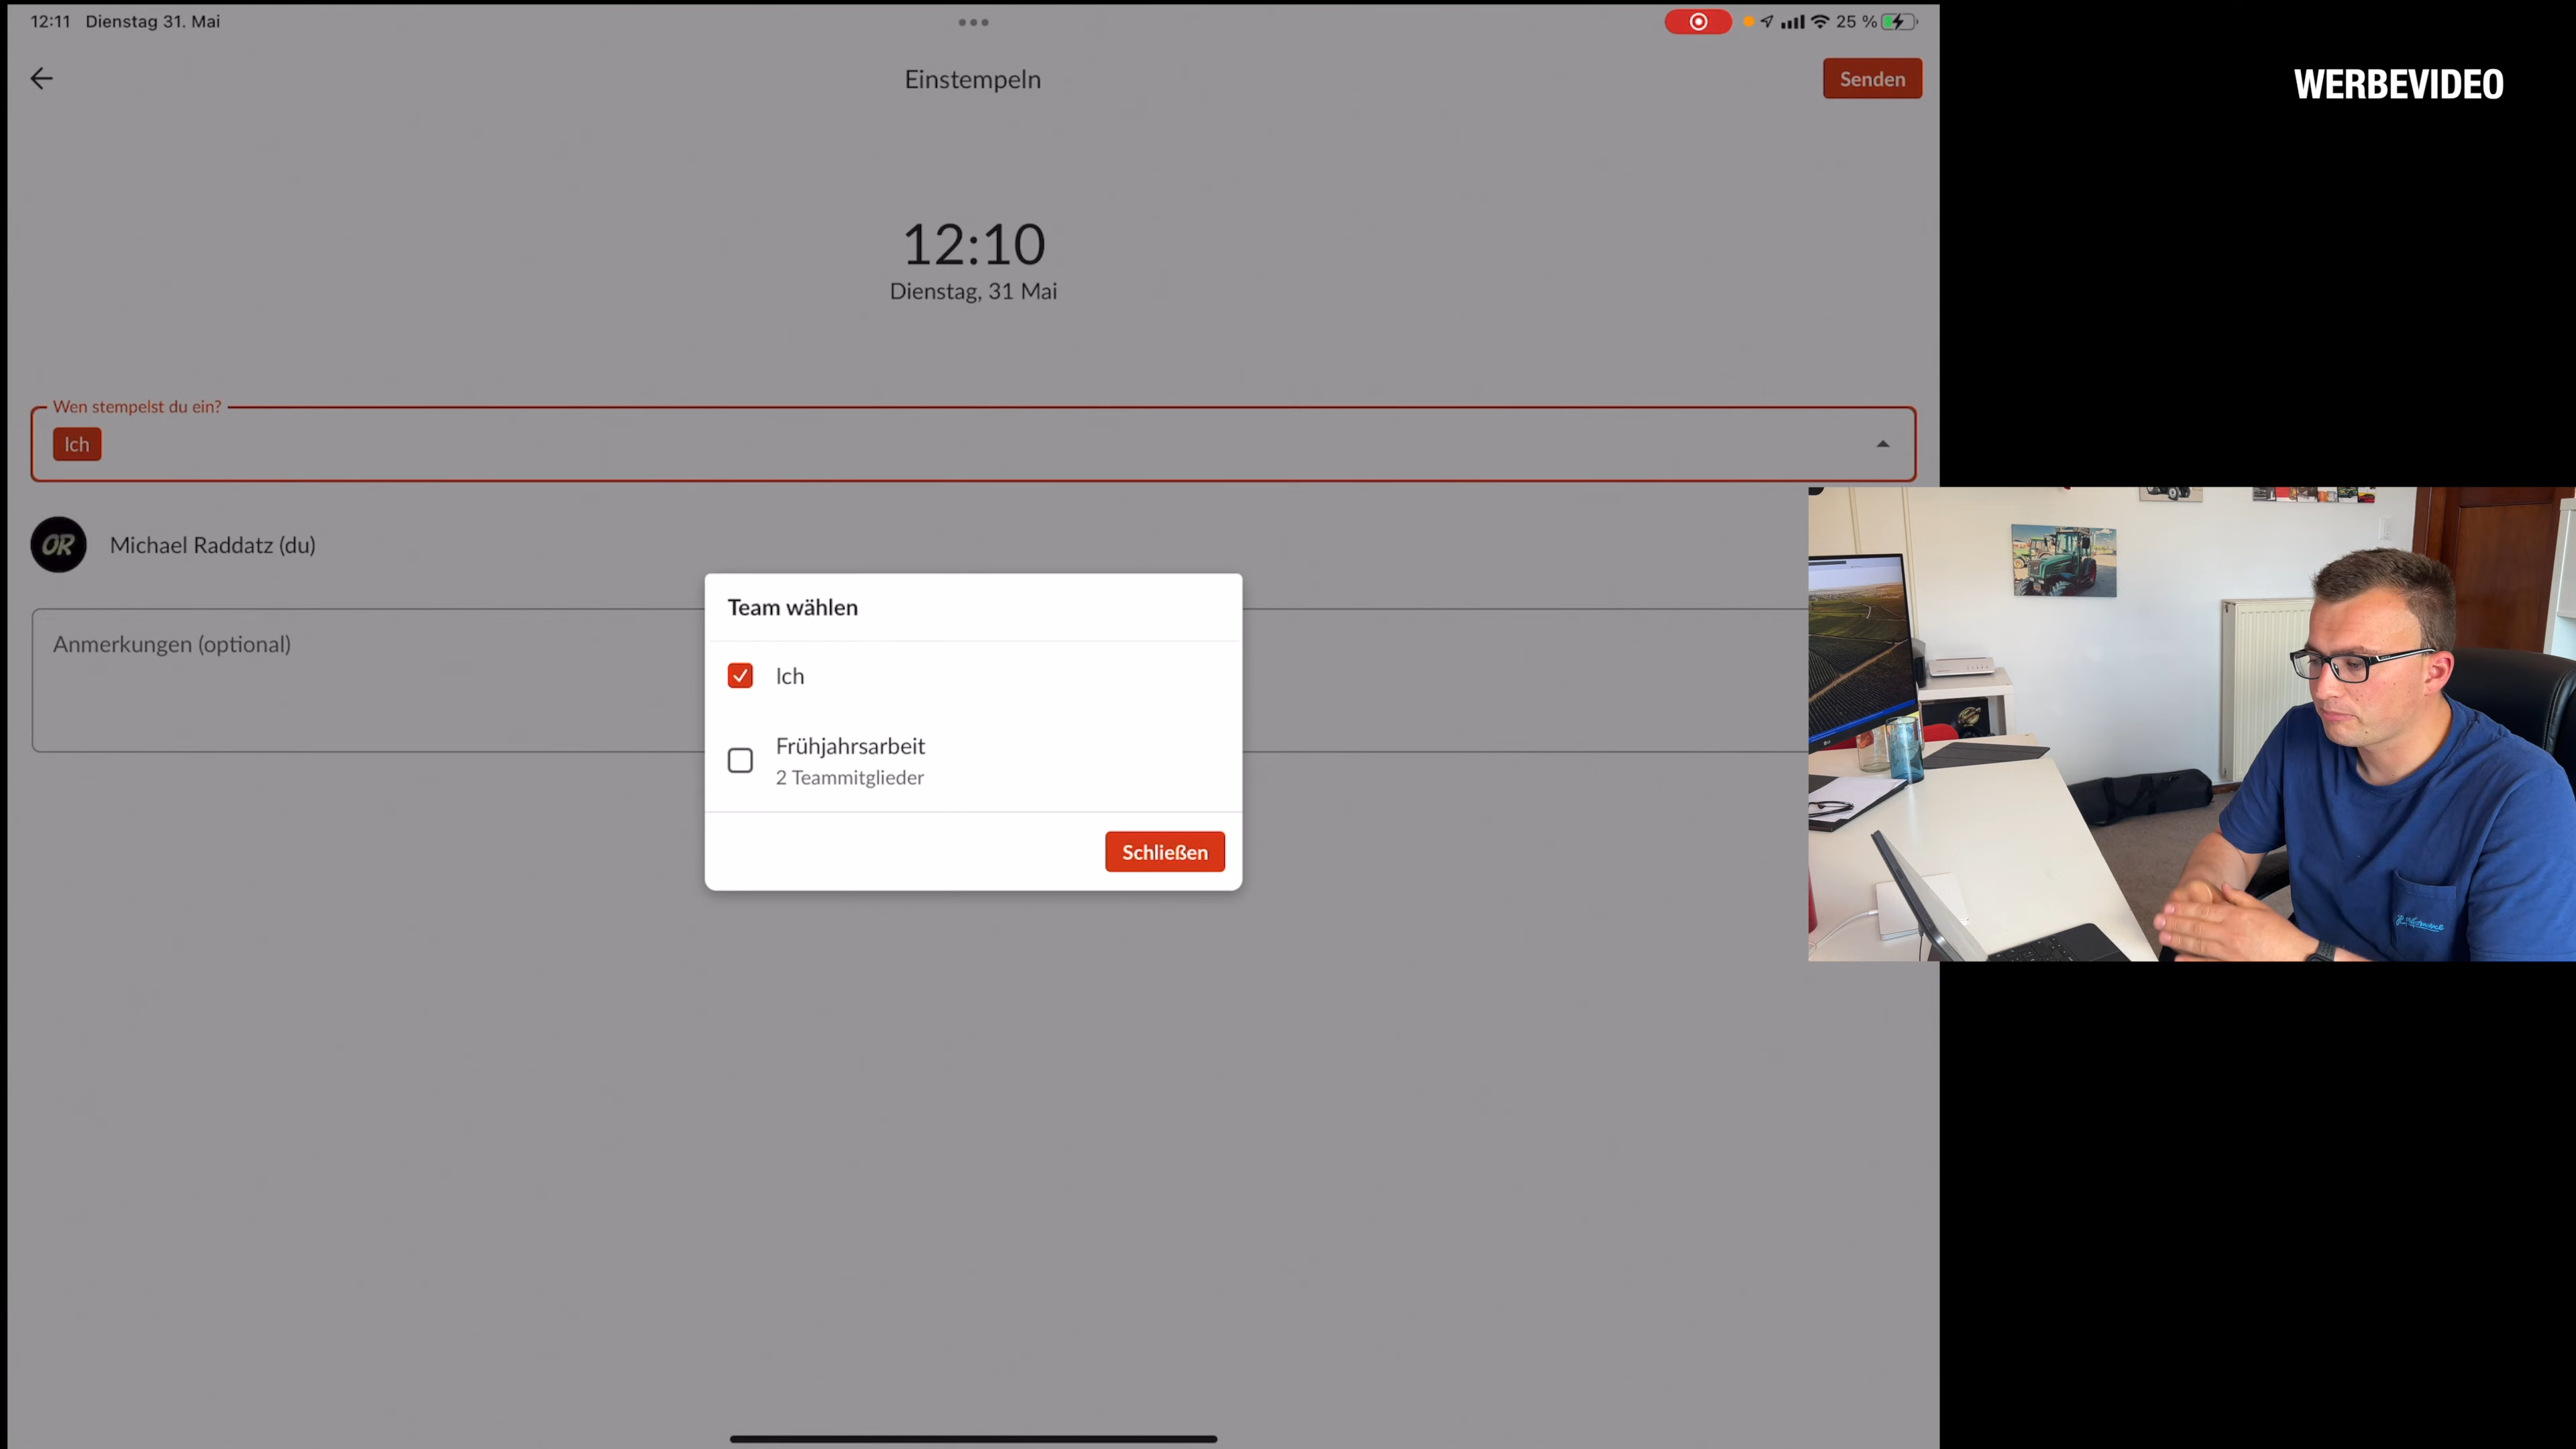 12:11 Dienstag 31. Mai
25 %
Einstempeln
Senden
WERBEVIDEO
12:10
Dienstag, 31 Mai
Wen stempelst du ein?
Ich
OR
Michael Raddatz (du)
Anmerkungen (optional)
Team wählen
Ich
Frühjahrsarbeit
2 Teammitglieder
Schließen